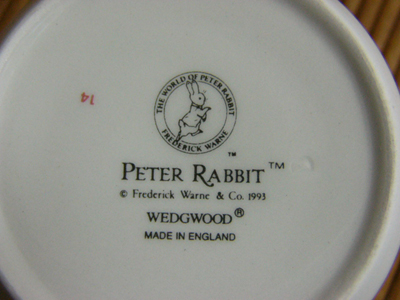 THE WORLD OF PETER RABBIT
FREDERICK WARNE
™
PETER RABBIT™
© Frederick Warne & Co. 1993
WEDGWOOD®
MADE IN ENGLAND
14